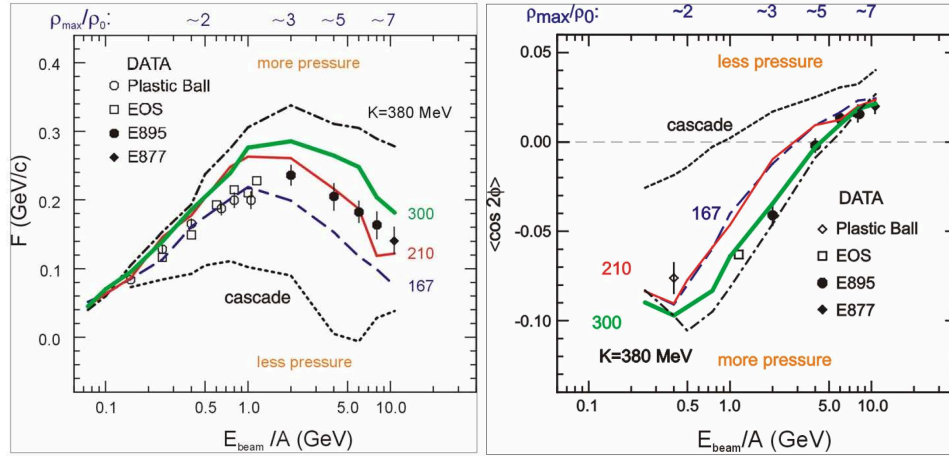 ρmax/ρ0: ~2 ~3 ~5 ~7
0.4
0.3
0.2
0.1
0.0
F (GeV/c)
more pressure
DATA
Plastic Ball
EOS
E895
E877
K=380 MeV
300
210
167
cascade
less pressure
0.1 0.5 1.0 5.0 10.0
Ebeam/A (GeV)
ρmax/ρ0: ~2 ~3 ~5 ~7
0.05
0.00
-0.05
-0.10
<cos 2ϕ>
less pressure
cascade
167
DATA
Plastic Ball
EOS
E895
E877
210
300
K=380 MeV
more pressure
0.1 0.5 1.0 5.0 10.0
Ebeam/A (GeV)